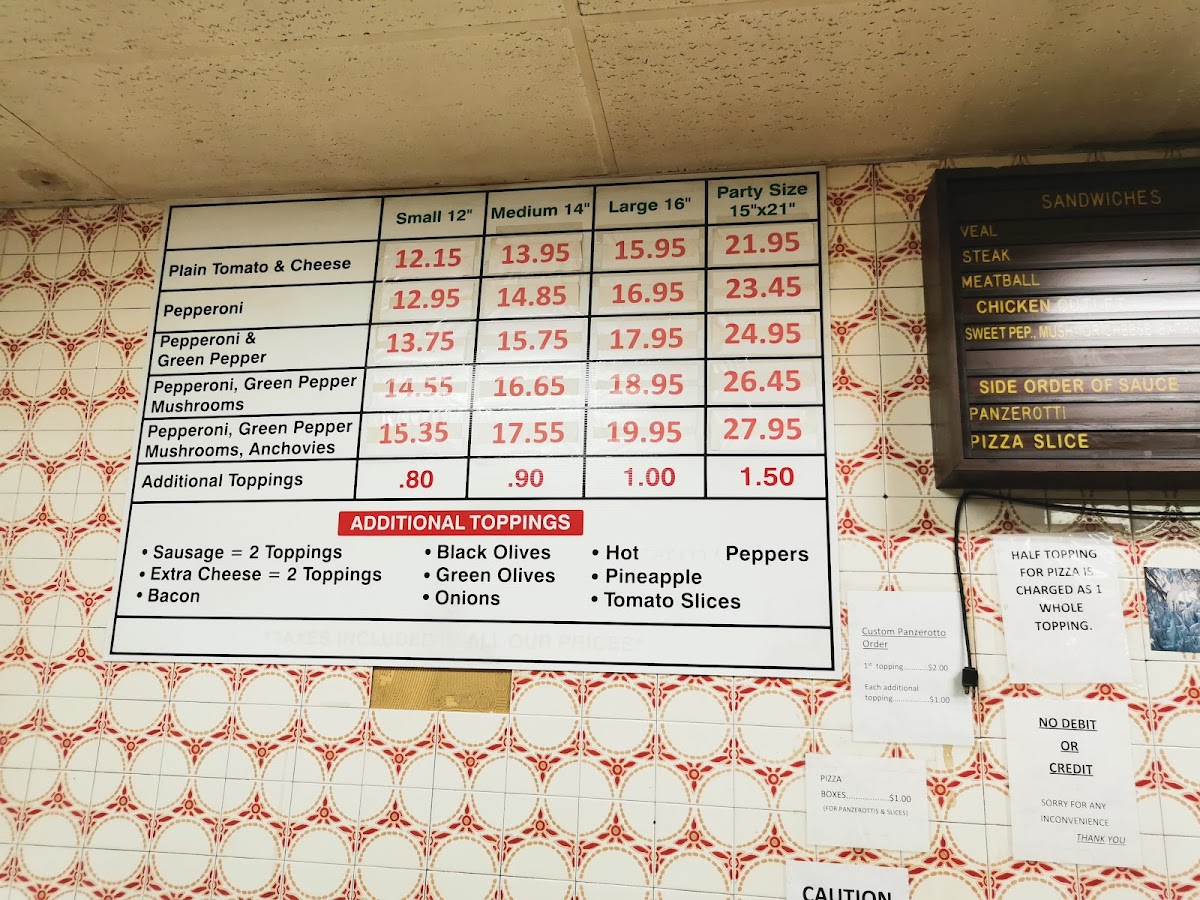 Small 12" Medium 14" Large 16" Party Size
15"x21"
Plain Tomato & Cheese 12.15 13.95 15.95 21.95
Pepperoni 12.95 14.85 16.95 23.45
Pepperoni &
Green Pepper 13.75 15.75 17.95 24.95
Pepperoni, Green Pepper
Mushrooms 14.55 16.65 18.95 26.45
Pepperoni, Green Pepper
Mushrooms, Anchovies 15.35 17.55 19.95 27.95
Additional Toppings .80 .90 1.00 1.50
ADDITIONAL TOPPINGS
• Sausage = 2 Toppings • Black Olives • Hot Peppers
• Extra Cheese = 2 Toppings • Green Olives • Pineapple
• Bacon • Onions • Tomato Slices
ALL OUR PRICES*
SANDWICHES
VEAL
STEAK
MEATBALL
CHICKEN
SWEET PEP.,
SIDE ORDER OF SAUCE
PANZEROTTI
PIZZA SLICE
HALF TOPPING
FOR PIZZA IS
CHARGED AS 1
WHOLE
TOPPING.
Custom Panzerotto
Order
1st topping...........$2.00
Each additional
topping.................$1.00
NO DEBIT
OR
CREDIT
SORRY FOR ANY
INCONVENIENCE
THANK YOU
PIZZA
BOXES..................$1.00
(FOR PANZEROTTIS & SLICES)
CAUTION